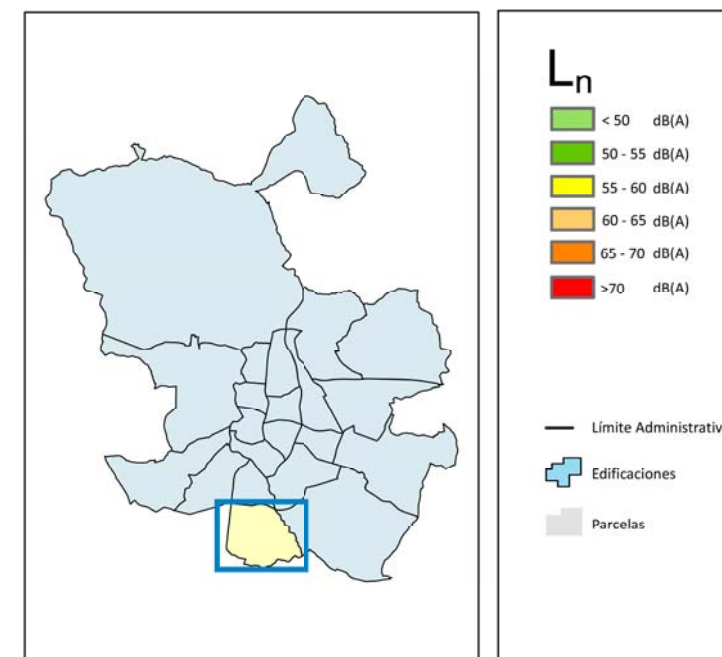 Ln
< 50 dB(A)
50 - 55 dB(A)
55 - 60 dB(A)
60 - 65 dB(A)
65 - 70 dB(A)
>70 dB(A)
Límite Administrativ
Edificaciones
Parcelas